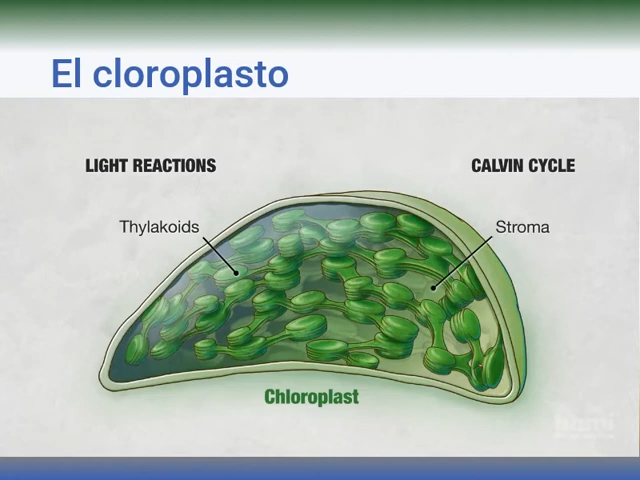 El cloroplasto
LIGHT REACTIONS
CALVIN CYCLE
Thylakoids
Stroma
Chloroplast